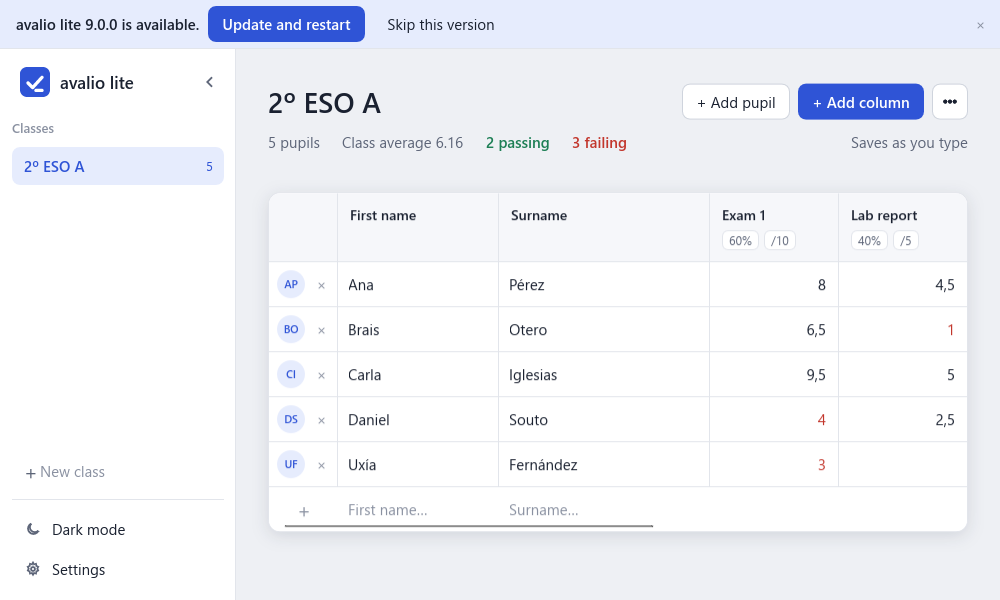 avalio lite 9.0.0 is available. Update and restart Skip this version ×
avalio lite
Classes
2º ESO A 5
+ New class
Dark mode
Settings
2º ESO A
+ Add pupil + Add column •••
5 pupils Class average 6.16 2 passing 3 failing Saves as you type
First name Surname Exam 1 Lab report
60% /10 40% /5
AP × Ana Pérez 8 4,5
BO × Brais Otero 6,5 1
CI × Carla Iglesias 9,5 5
DS × Daniel Souto 4 2,5
UF × Uxía Fernández 3
+ First name... Surname...